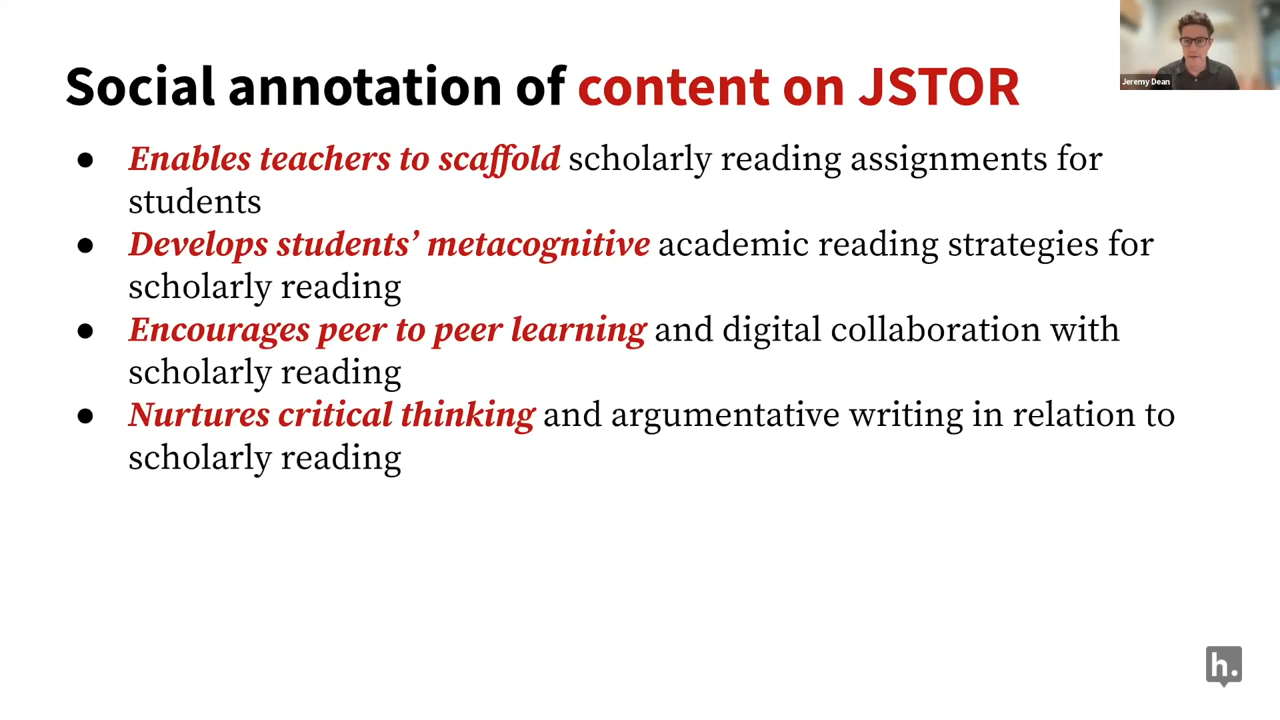 Social annotation of content on JSTOR
Jeremy Dean
● Enables teachers to scaffold scholarly reading assignments for
students
● Develops students’ metacognitive academic reading strategies for
scholarly reading
● Encourages peer to peer learning and digital collaboration with
scholarly reading
● Nurtures critical thinking and argumentative writing in relation to
scholarly reading
h.